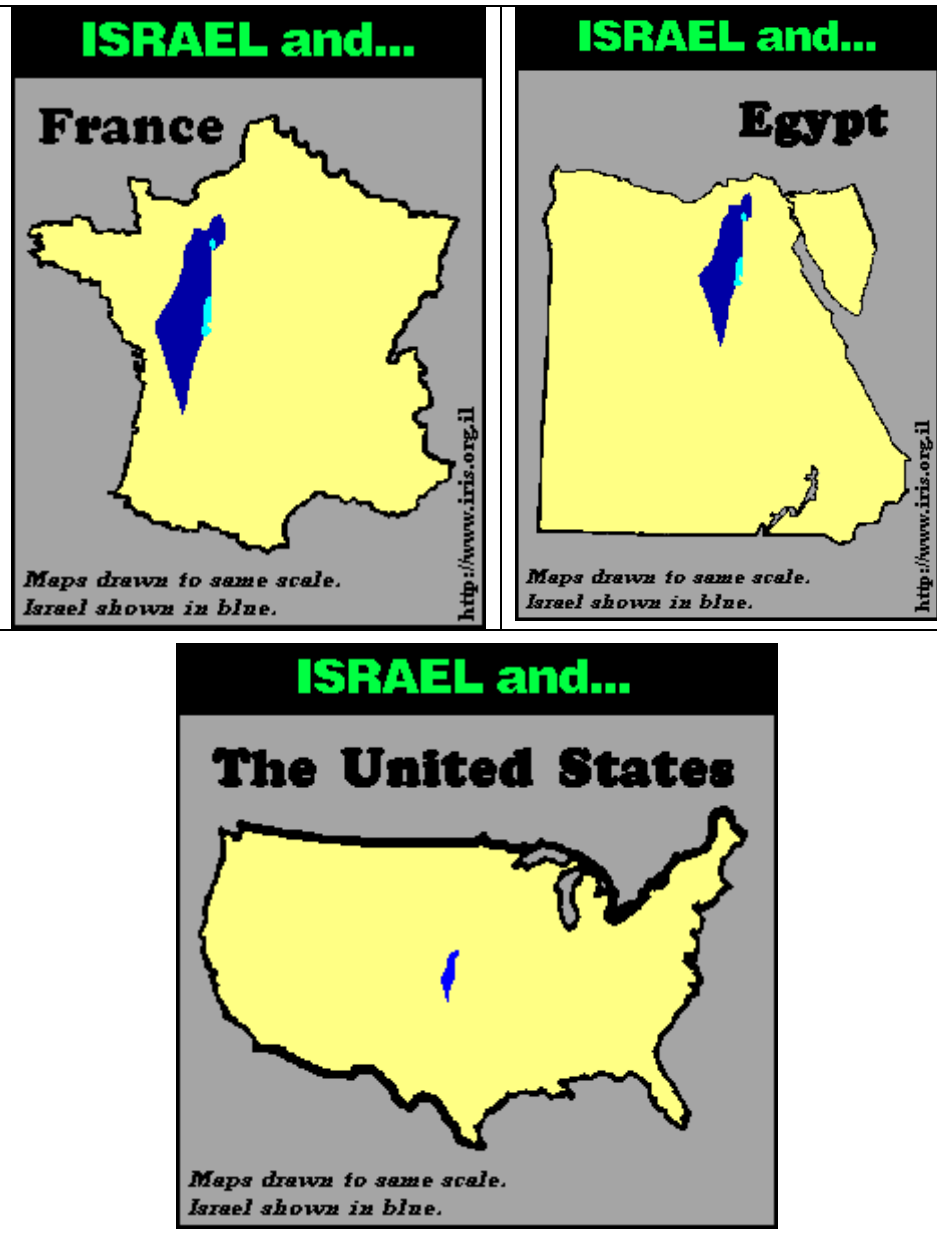 ISRAEL and...
France
http://www.iris.org.il
Maps drawn to same scale.
Israel shown in blue.
ISRAEL and...
Egypt
http://www.iris.org.il
Maps drawn to same scale.
Israel shown in blue.
ISRAEL and...
The United States
Maps drawn to same scale.
Israel shown in blue.